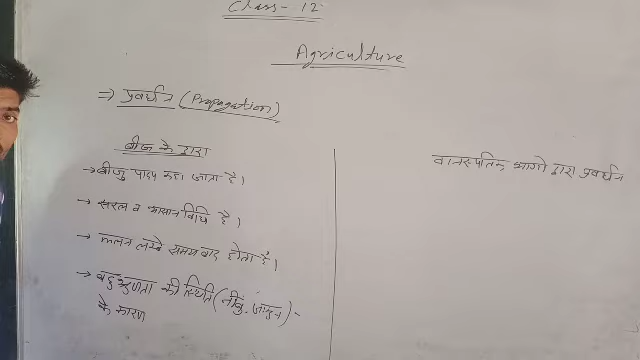 Class - 12
Agriculture
=> प्रवर्धन (Propagation)
बीज के द्वारा
→ बीजू पादप कहा जाता है।
→ सरल व आसान विधि है।
→ फलन लम्बे समय बाद होता है।
→ बहुभ्रूणता की स्थिति (नींबू, जामुन) -
के कारण
वानस्पतिक भागो द्वारा प्रवर्धन